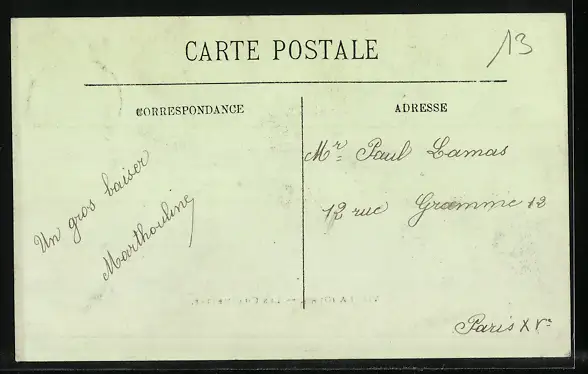 CARTE POSTALE
13
CORRESPONDANCE
ADRESSE
Un gros baiser
Marthouline
Mr Paul Lamas
12 rue Gramme 12
Paris XVe